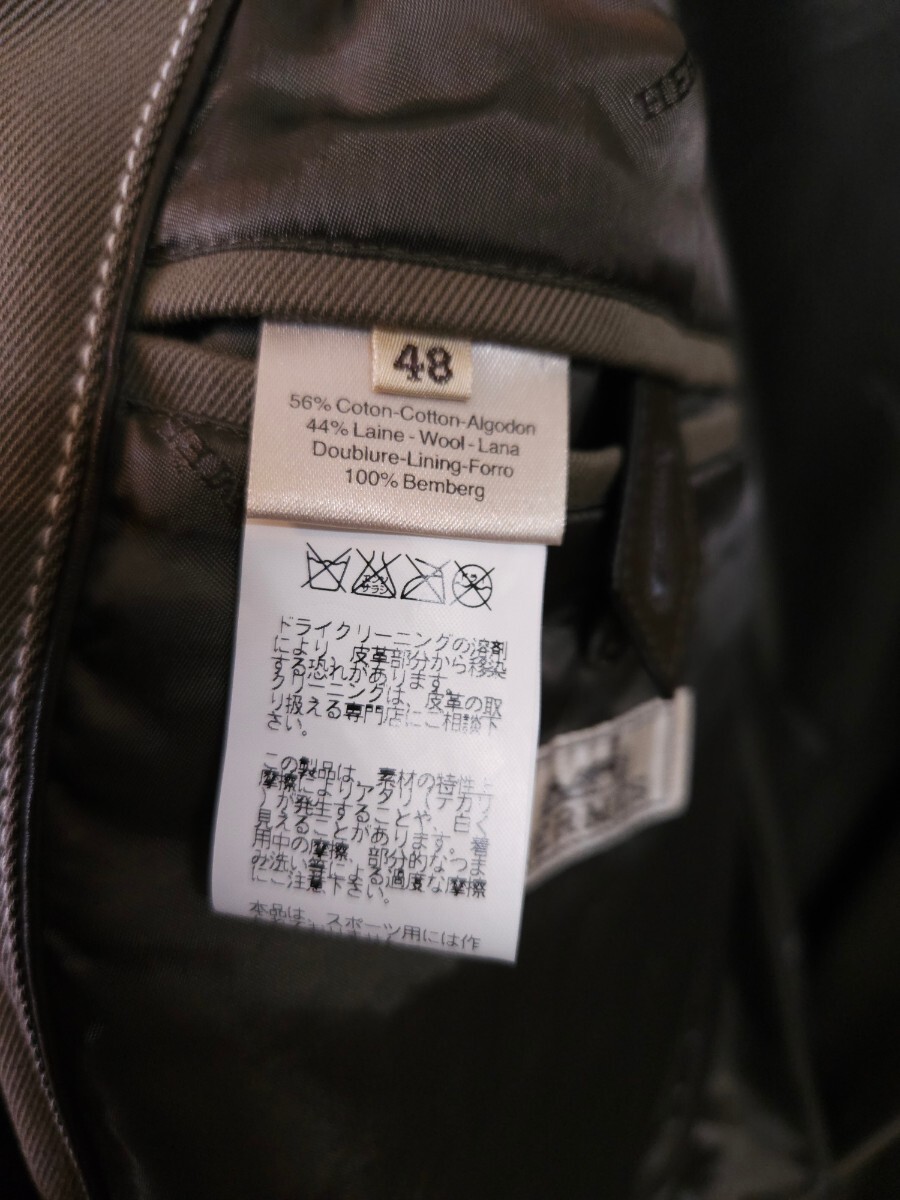 HE
48
56% Coton-Cotton-Algodon
44% Laine-Wool-Lana
Doublure-Lining-Forro
100% Bemberg
エンソ
サラシ
ドライクリーニングの溶剤
により、皮革部分から移染
する恐れがあります。
クリーニングは、皮革の取
り扱える専門店にご相談下
さい。
この製品は、素材の特性上
摩擦によりアタリ（テカリ
）が発生することや、白く
見えることがあります。着
用中の摩擦、部分的なつま
み洗い等による過度な摩擦
にご注意下さい。
本品は、スポーツ用には作